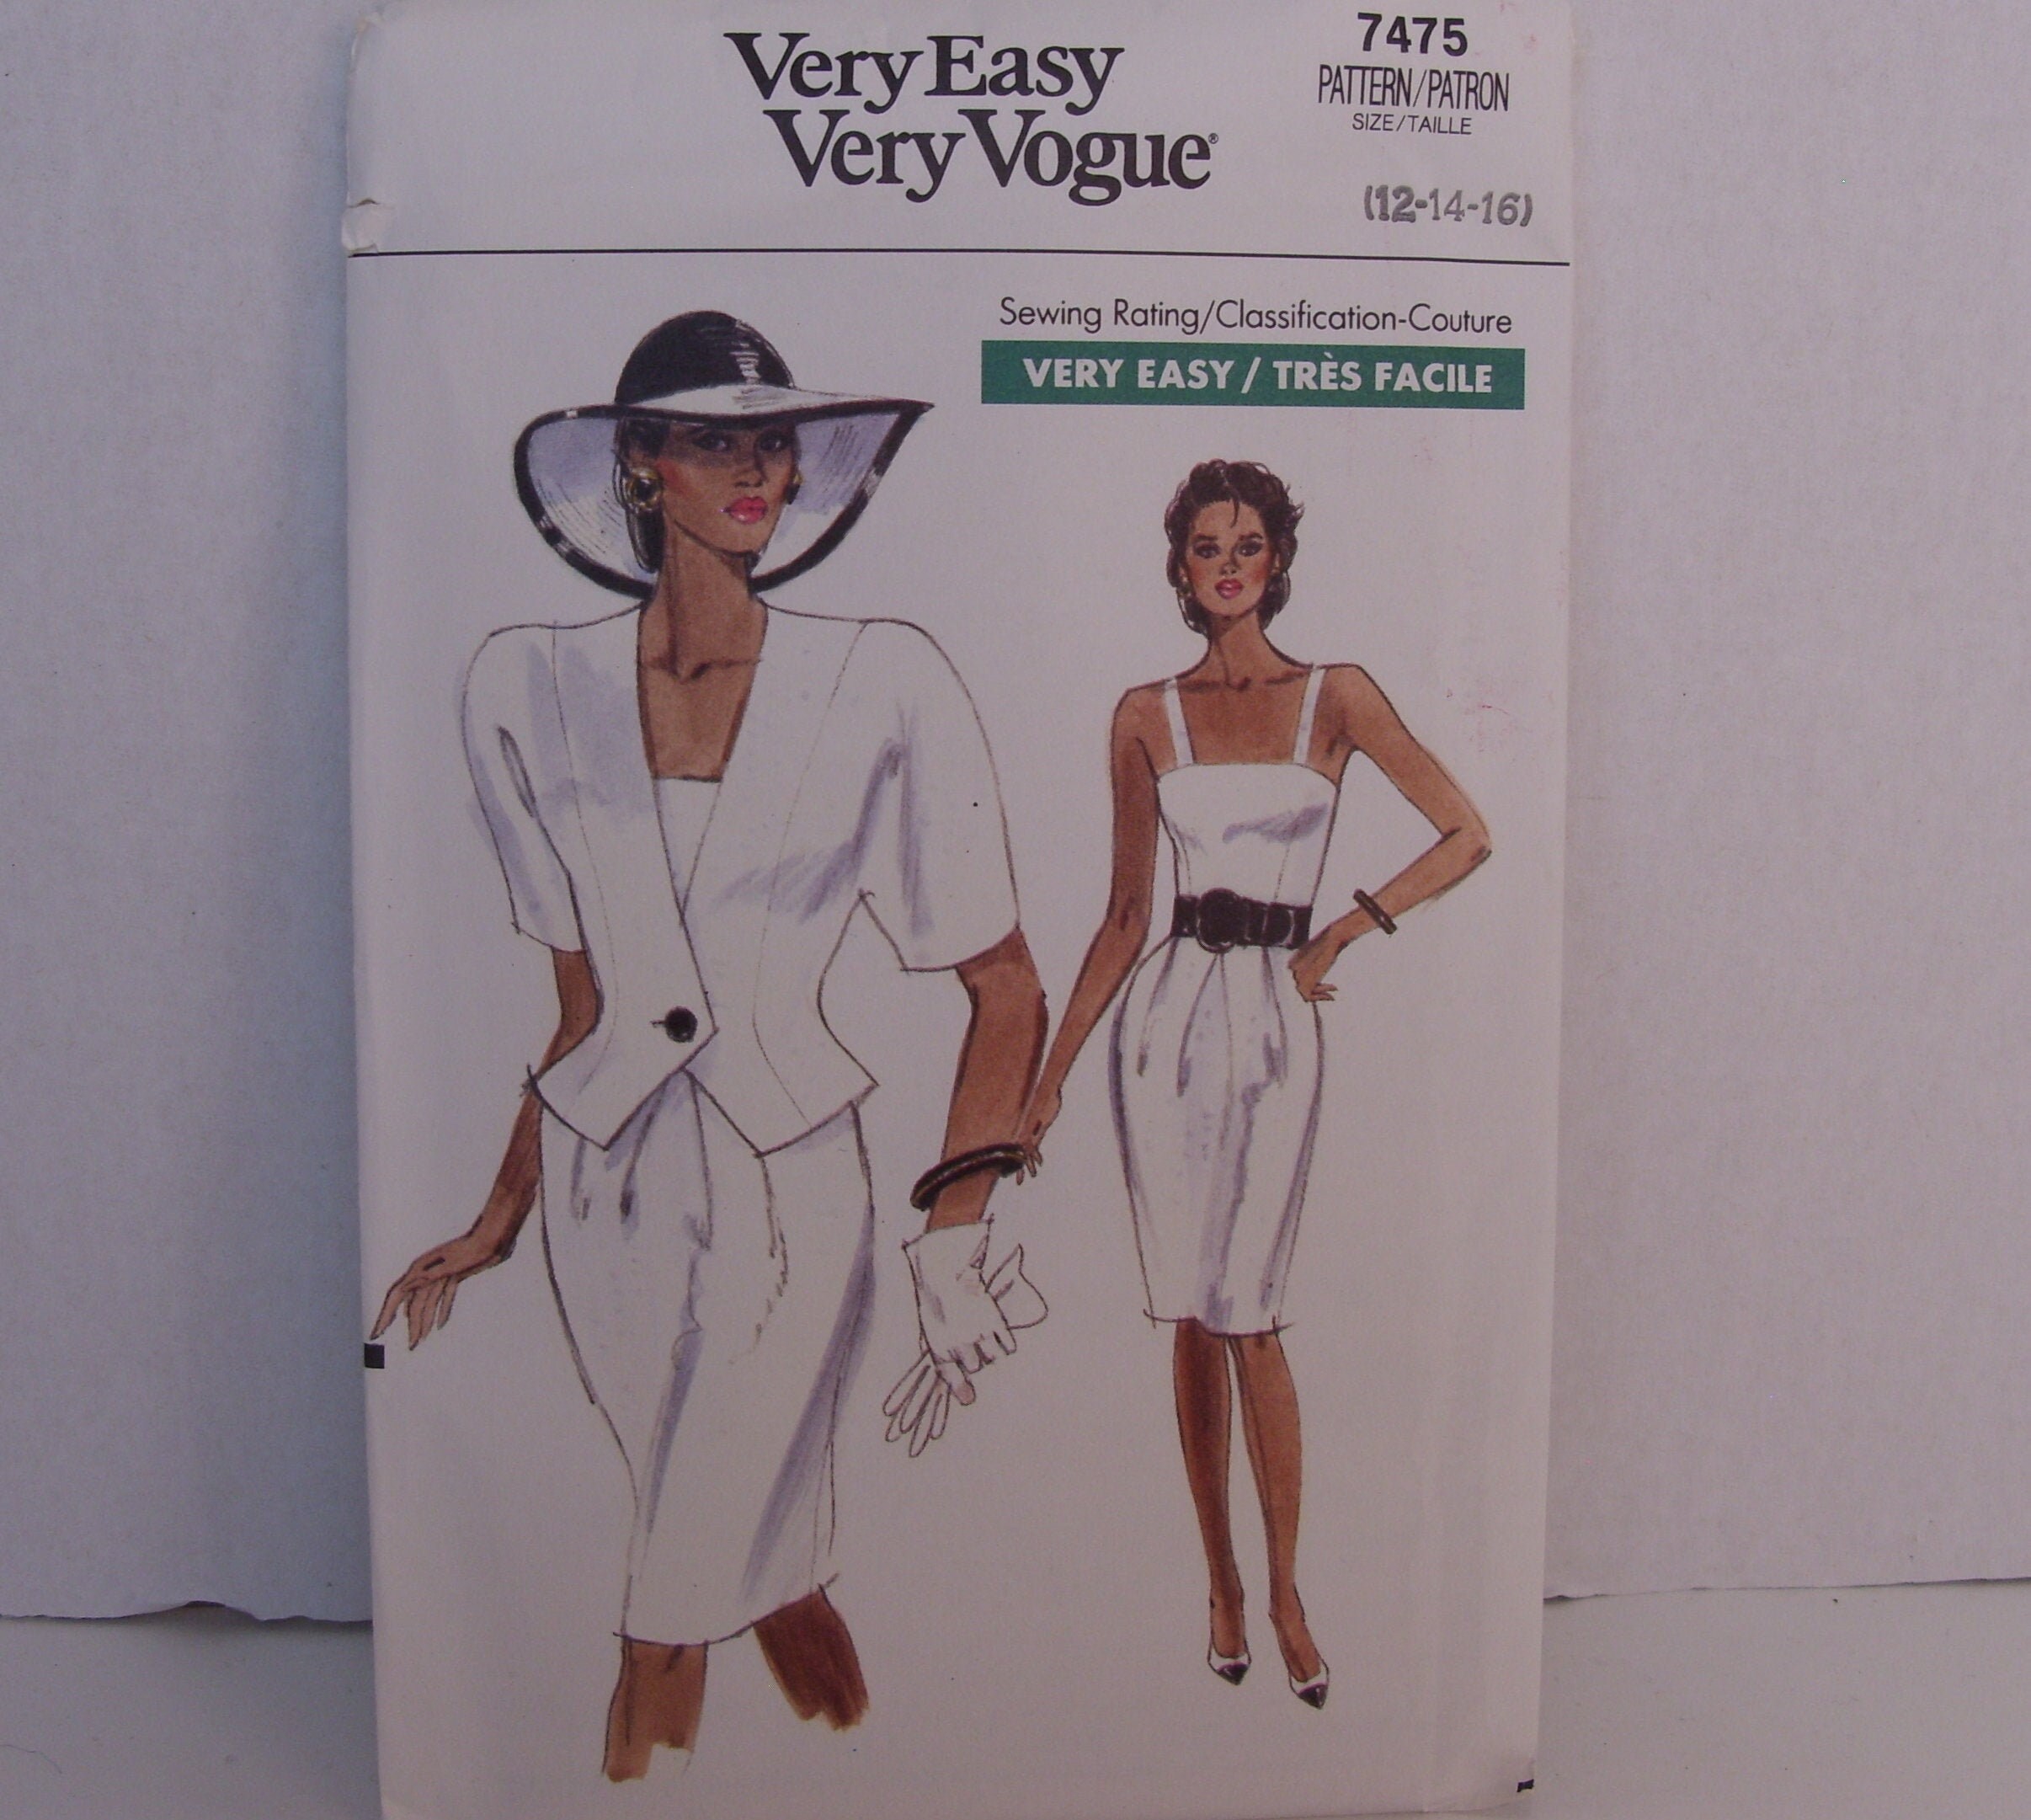 Very Easy
Very Vogue®
7475
PATTERN/PATRON
SIZE/TAILLE
(12-14-16)
Sewing Rating/Classification-Couture
VERY EASY / TRÈS FACILE